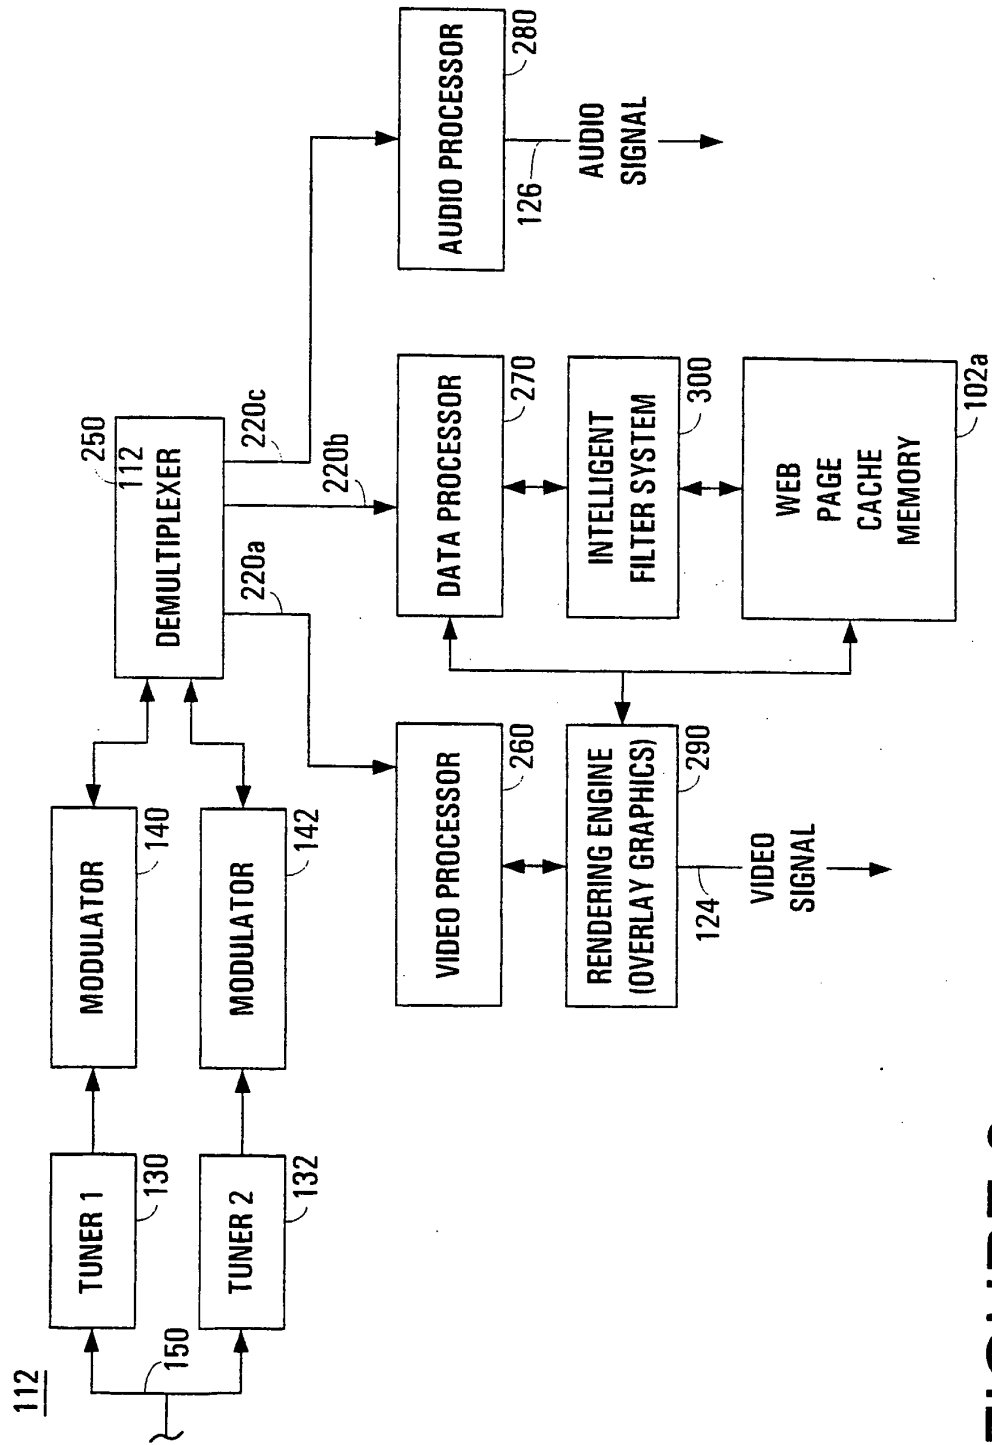 112
150
TUNER 1
130
TUNER 2
132
MODULATOR
140
MODULATOR
142
250
112
DEMULTIPLEXER
220a
220b
220c
VIDEO PROCESSOR
260
RENDERING ENGINE
(OVERLAY GRAPHICS)
290
124
VIDEO
SIGNAL
DATA PROCESSOR
270
INTELLIGENT
FILTER SYSTEM
300
WEB
PAGE
CACHE
MEMORY
102a
AUDIO PROCESSOR
280
126
AUDIO
SIGNAL